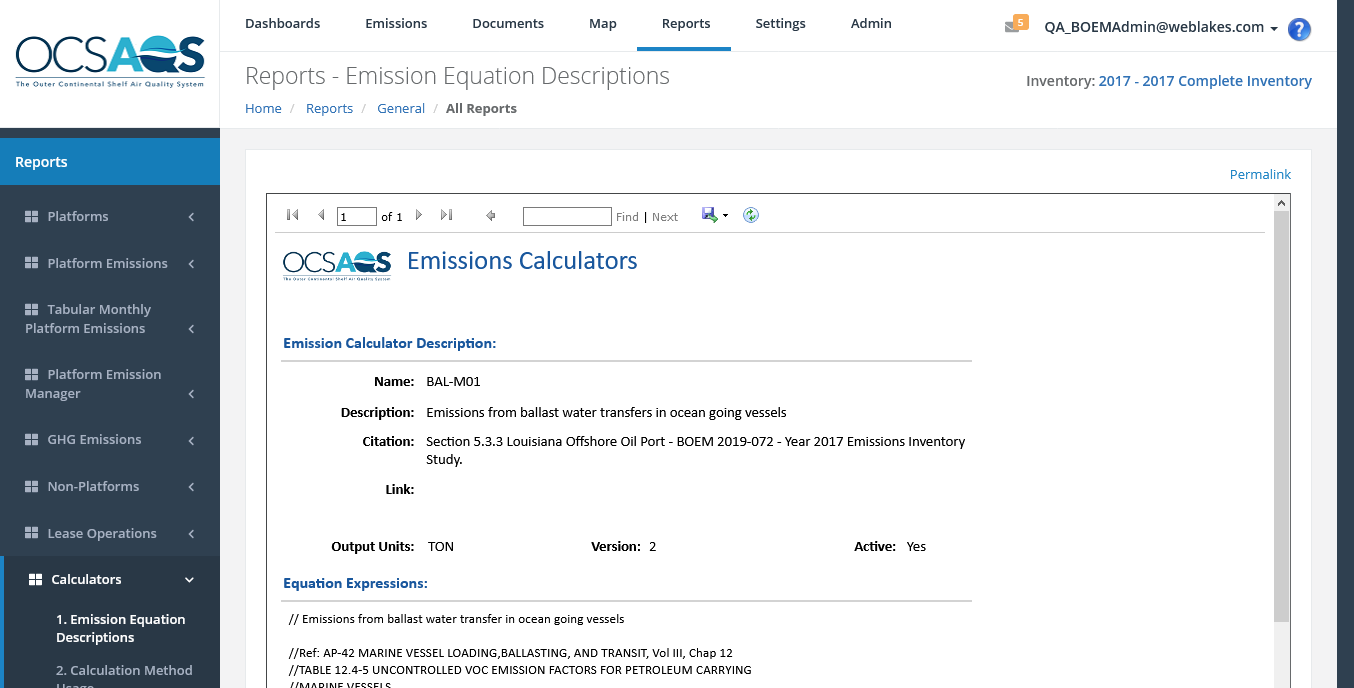 OCSAQS
The Outer Continental Shelf Air Quality System
Dashboards Emissions Documents Map Reports Settings Admin
5 QA_BOEMAdmin@weblakes.com ?
Reports - Emission Equation Descriptions
Inventory: 2017 - 2017 Complete Inventory
Home / Reports / General / All Reports
Reports
Platforms
Platform Emissions
Tabular Monthly
Platform Emissions
Platform Emission
Manager
GHG Emissions
Non-Platforms
Lease Operations
Calculators
1. Emission Equation
Descriptions
2. Calculation Method
Usage
Permalink
1 of 1 Find | Next
OCSAQS
The Outer Continental Shelf Air Quality System
Emissions Calculators
Emission Calculator Description:
Name: BAL-M01
Description: Emissions from ballast water transfers in ocean going vessels
Citation: Section 5.3.3 Louisiana Offshore Oil Port - BOEM 2019-072 - Year 2017 Emissions Inventory
Study.
Link:
Output Units: TON Version: 2 Active: Yes
Equation Expressions:
// Emissions from ballast water transfer in ocean going vessels
//Ref: AP-42 MARINE VESSEL LOADING,BALLASTING, AND TRANSIT, Vol III, Chap 12
//TABLE 12.4-5 UNCONTROLLED VOC EMISSION FACTORS FOR PETROLEUM CARRYING
//MARINE VESSELS